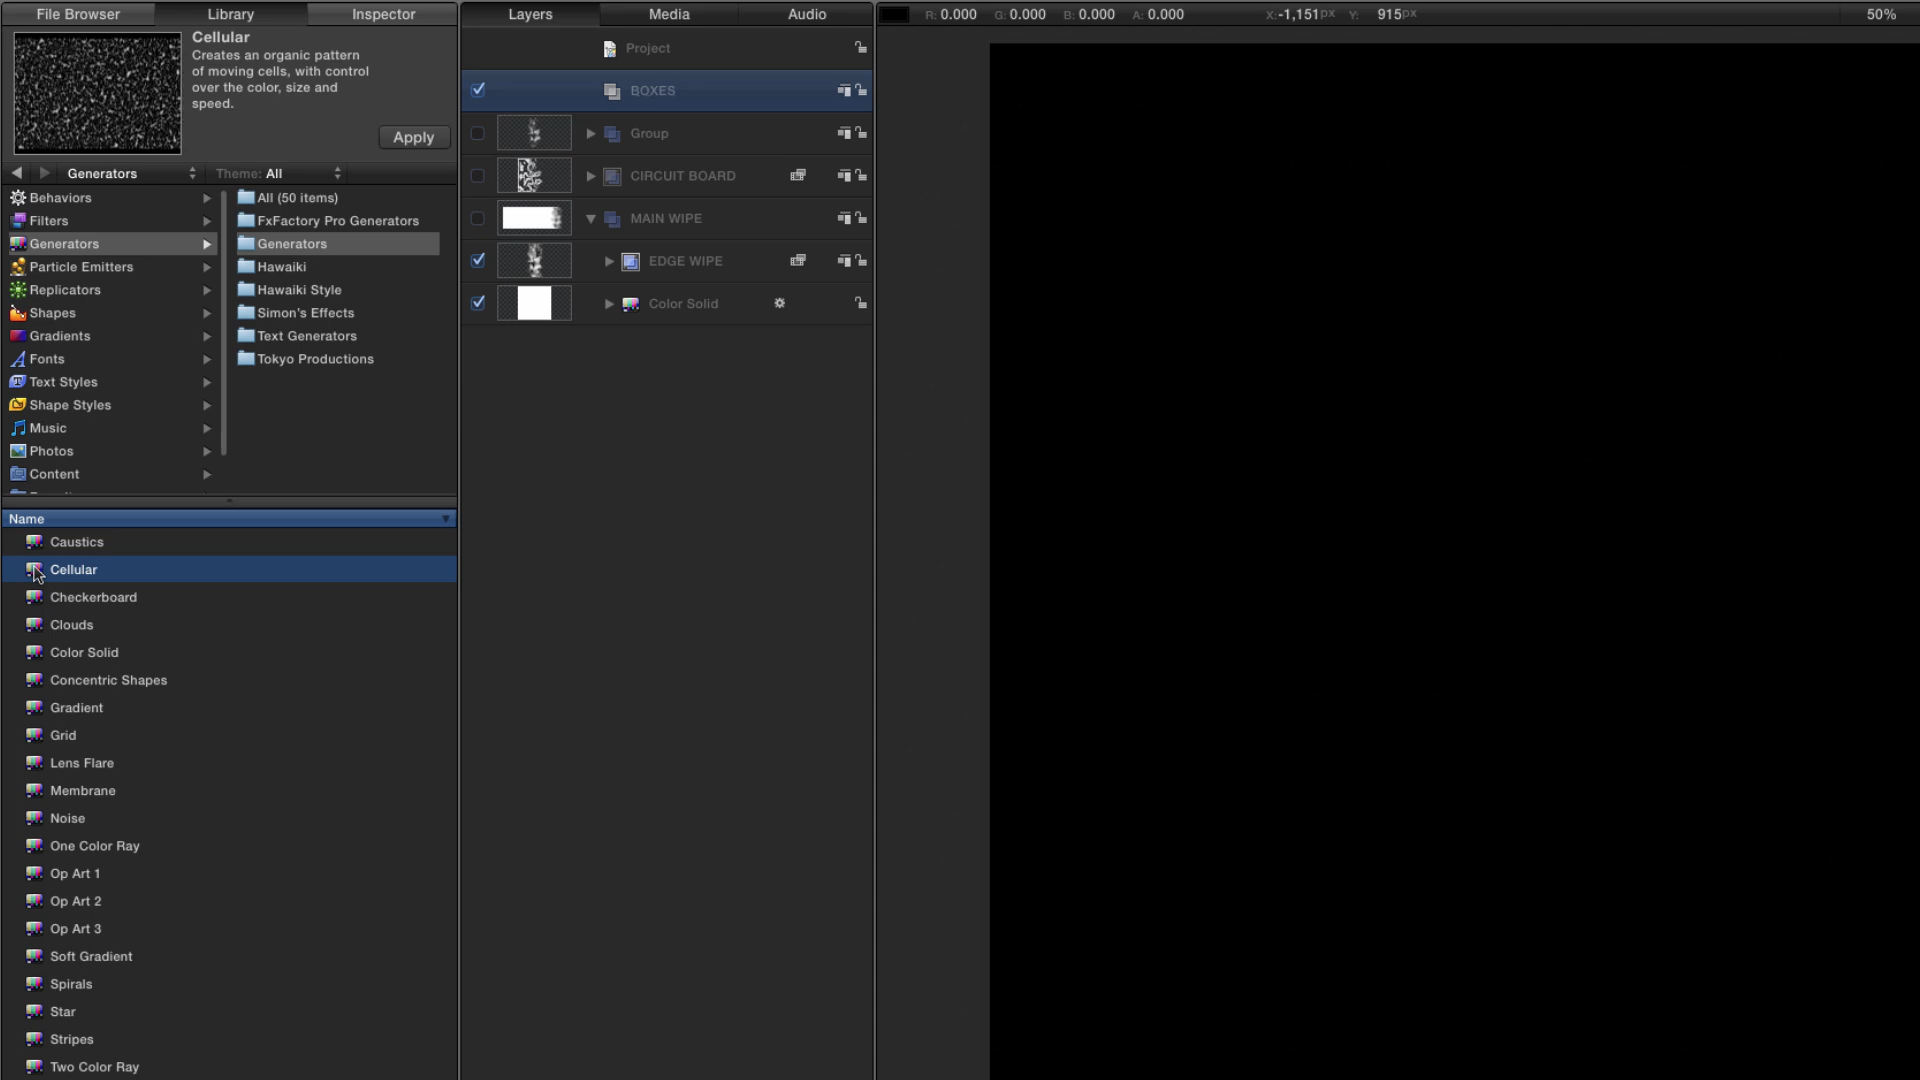 File Browser
Library
Inspector
Cellular
Creates an organic pattern
of moving cells, with control
over the color, size and
speed.
Apply
Generators
Theme: All
Behaviors
Filters
Generators
Particle Emitters
Replicators
Shapes
Gradients
Fonts
Text Styles
Shape Styles
Music
Photos
Content
All (50 items)
FxFactory Pro Generators
Generators
Hawaiki
Hawaiki Style
Simon's Effects
Text Generators
Tokyo Productions
Name
Caustics
Cellular
Checkerboard
Clouds
Color Solid
Concentric Shapes
Gradient
Grid
Lens Flare
Membrane
Noise
One Color Ray
Op Art 1
Op Art 2
Op Art 3
Soft Gradient
Spirals
Star
Stripes
Two Color Ray
Layers
Media
Audio
Project
BOXES
Group
CIRCUIT BOARD
MAIN WIPE
EDGE WIPE
Color Solid
R: 0.000 G: 0.000 B: 0.000 A: 0.000 X:-1,151px Y: 915px 50%